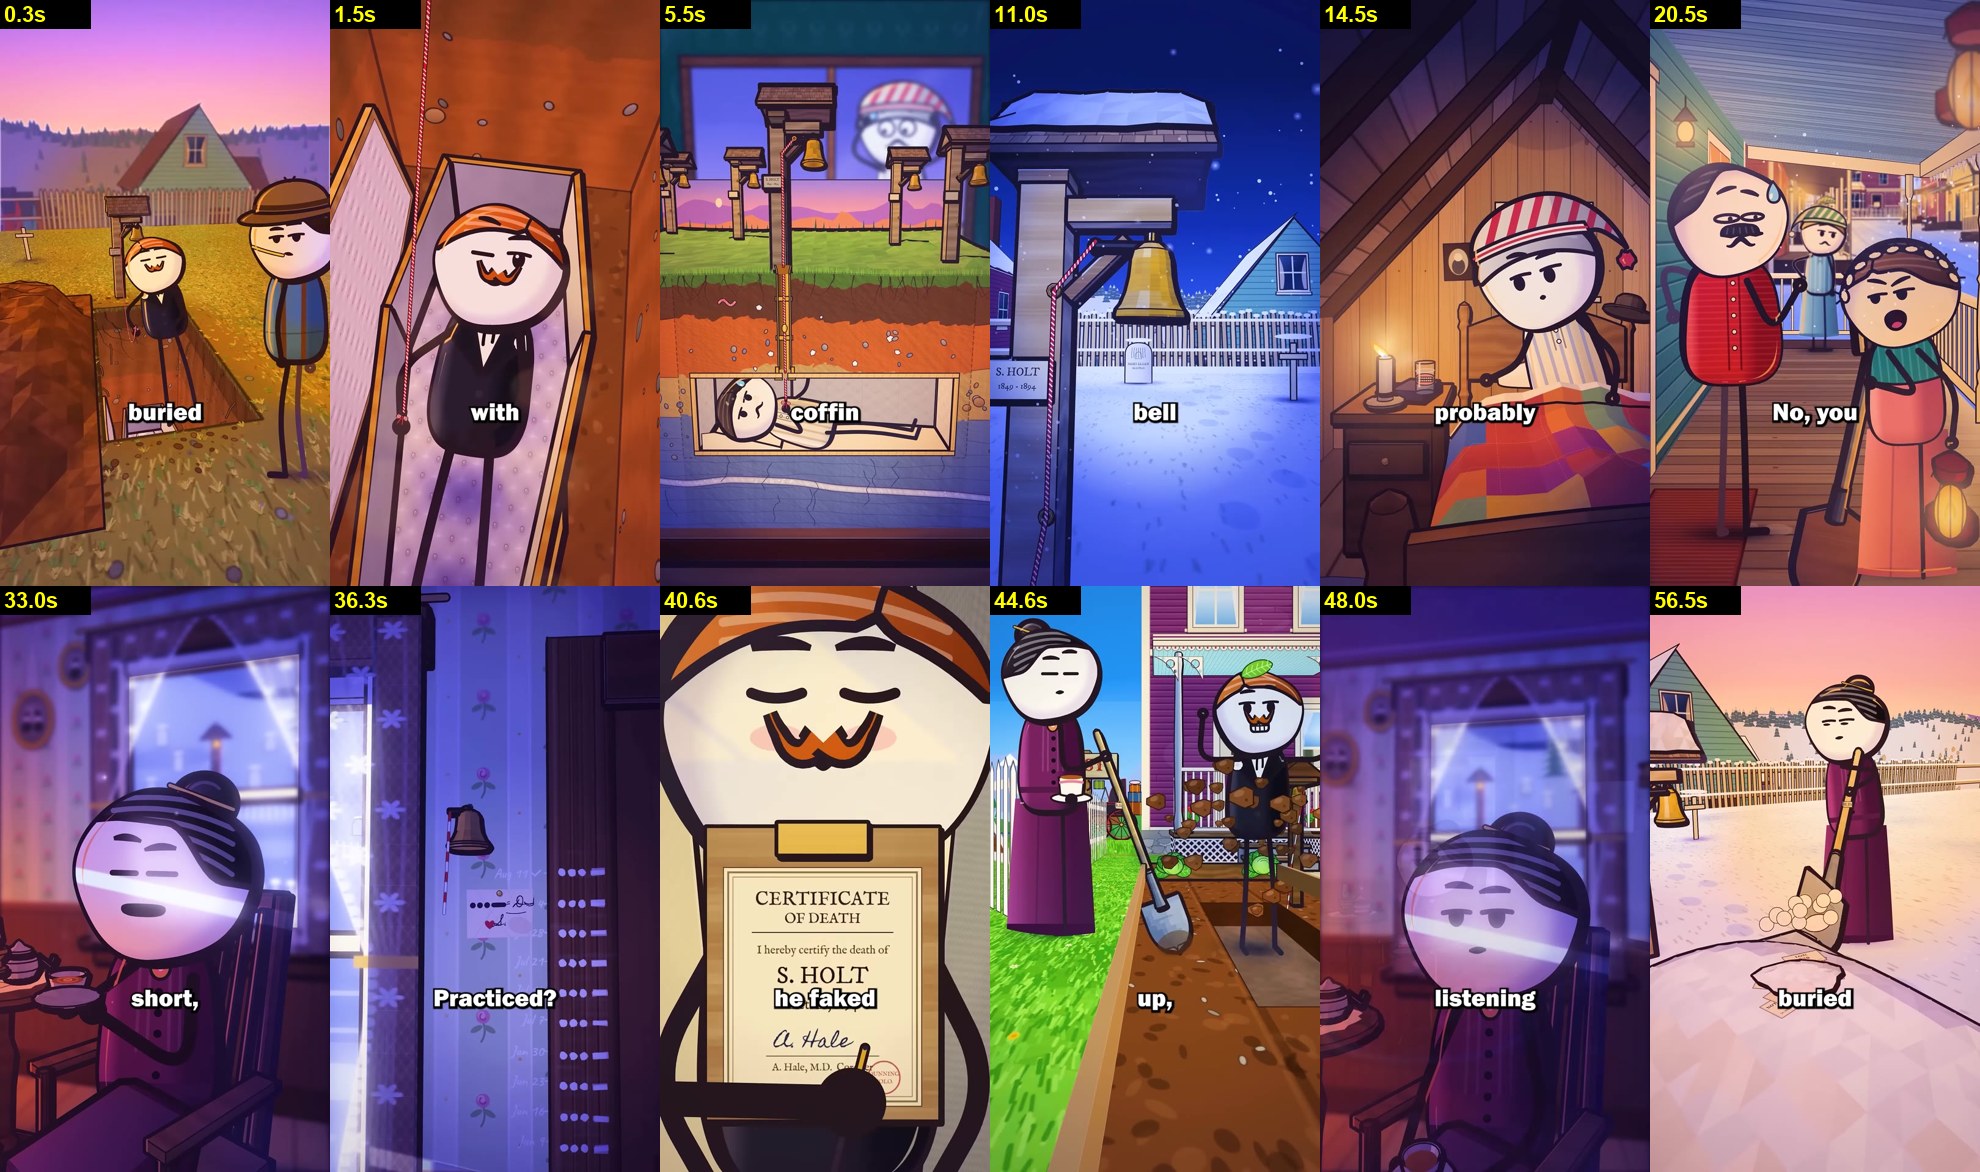 0.3s
buried
1.5s
with
5.5s
coffin
11.0s
S. HOLT
1849 - 1894
bell
14.5s
probably
20.5s
No, you
33.0s
short,
36.3s
Practiced?
40.6s
CERTIFICATE
OF DEATH
I hereby certify the death of
S. HOLT
he faked
A. Hale
A. Hale, M.D.
44.6s
up,
48.0s
listening
56.5s
buried